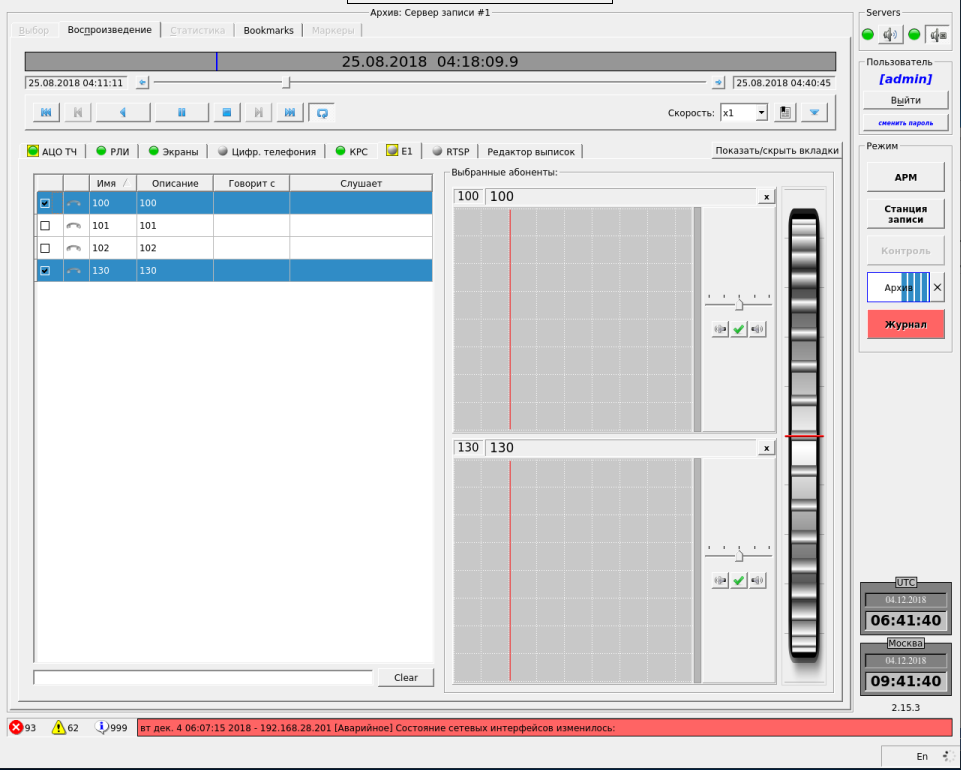 Архив: Сервер записи #1
Выбор Воспроизведение Статистика Bookmarks Маркеры
25.08.2018 04:18:09.9
25.08.2018 04:11:11 25.08.2018 04:40:45
Скорость: x1
АЦО ТЧ РЛИ Экраны Цифр. телефония КРС E1 RTSP Редактор выписок Показать/скрыть вкладки
Имя Описание Говорит с Слушает
100 100
101 101
102 102
130 130
Clear
Выбранные абоненты:
100 100 x
130 130 x
Servers
Пользователь
[admin]
Выйти
сменить пароль
Режим
АРМ
Станция
записи
Контроль
Архив
Журнал
UTC
04.12.2018
06:41:40
Москва
04.12.2018
09:41:40
2.15.3
93 62 999 вт дек. 4 06:07:15 2018 - 192.168.28.201 [Аварийное] Состояние сетевых интерфейсов изменилось:
En